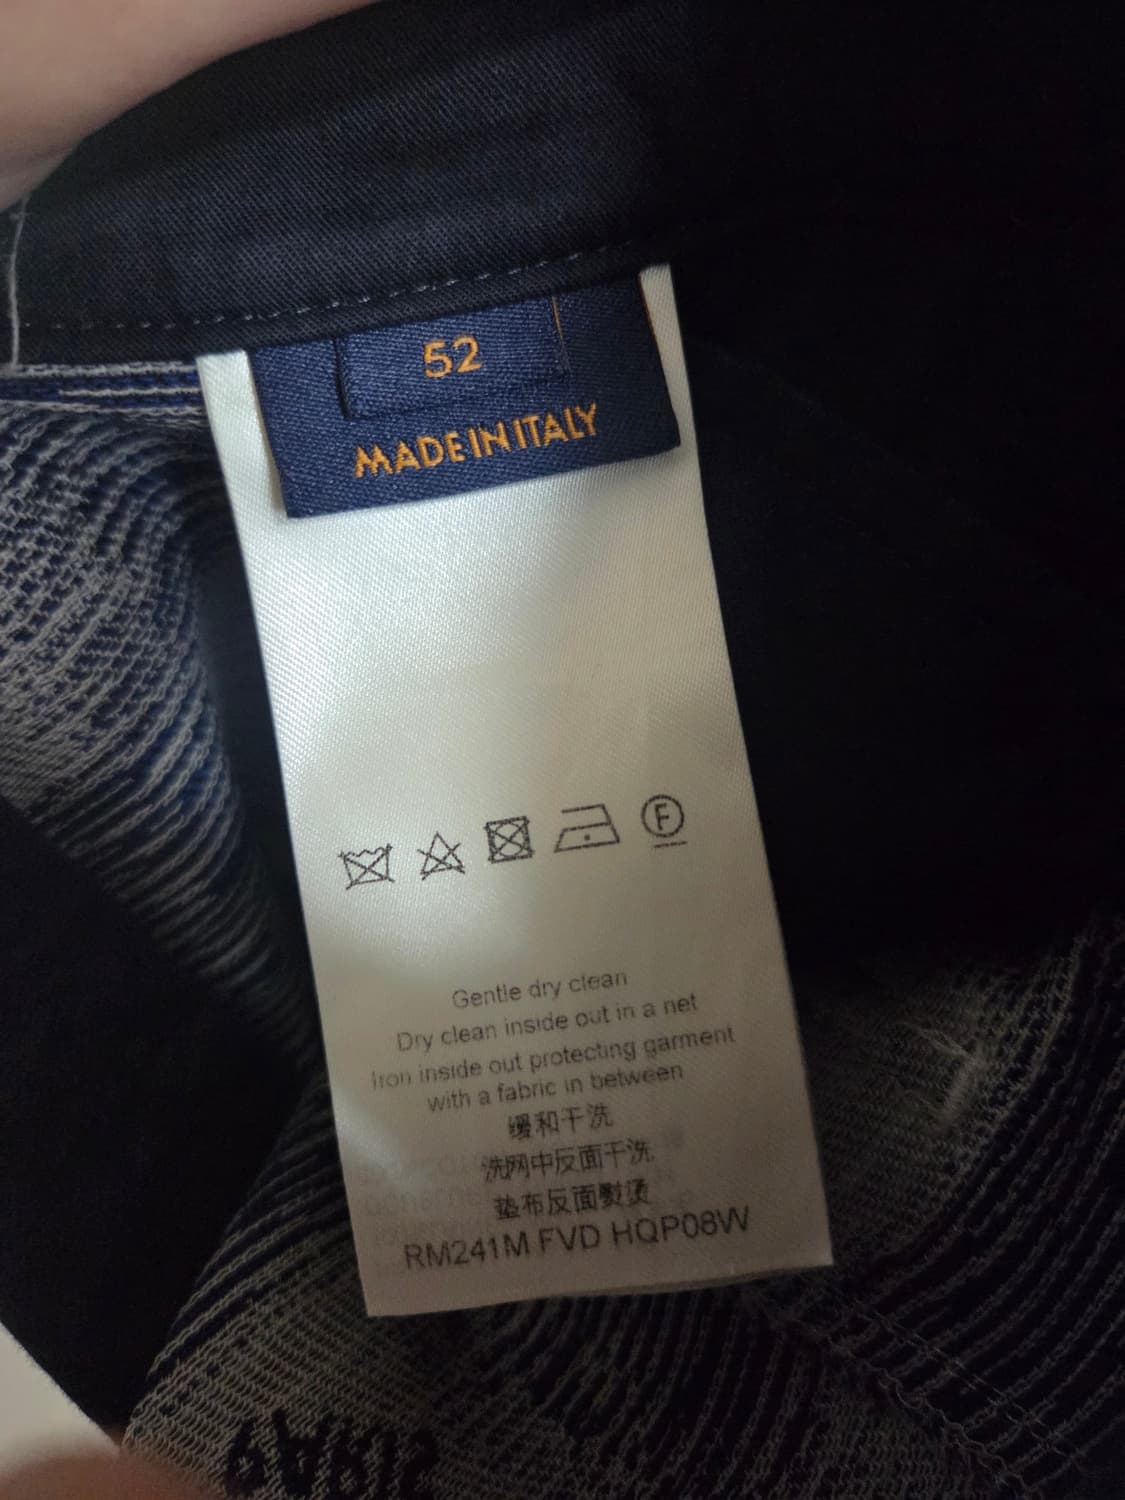 52
MADE IN ITALY
F
Gentle dry clean
Dry clean inside out in a net
Iron inside out protecting garment
with a fabric in between
缓和干洗
洗网中反面干洗
垫布反面熨烫
RM241M FVD HQP08W